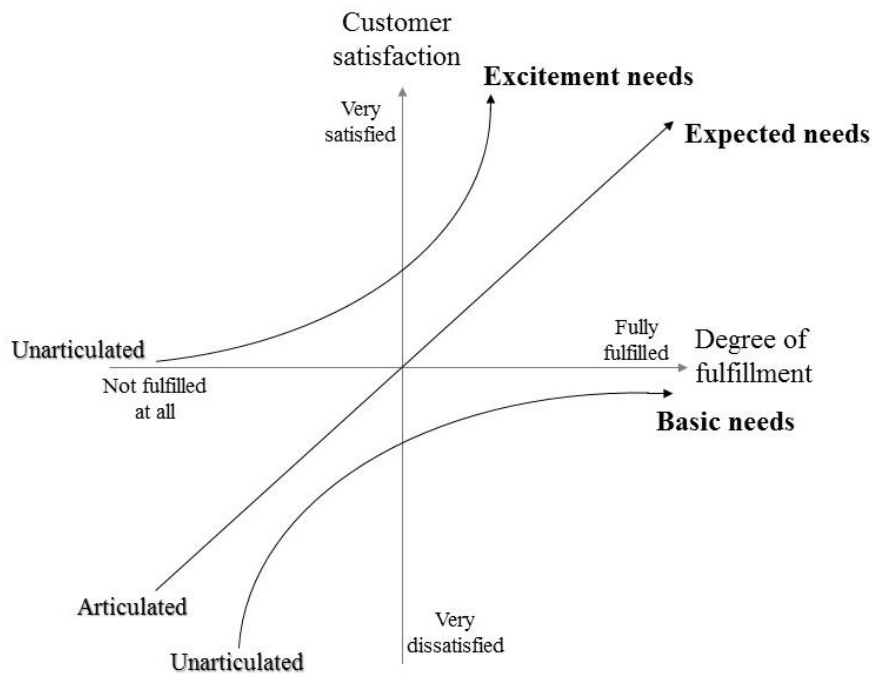 Customer
satisfaction
Excitement needs
Very
satisfied
Expected needs
Unarticulated
Fully
fulfilled
Degree of
fulfillment
Not fulfilled
at all
Basic needs
Articulated
Very
dissatisfied
Unarticulated